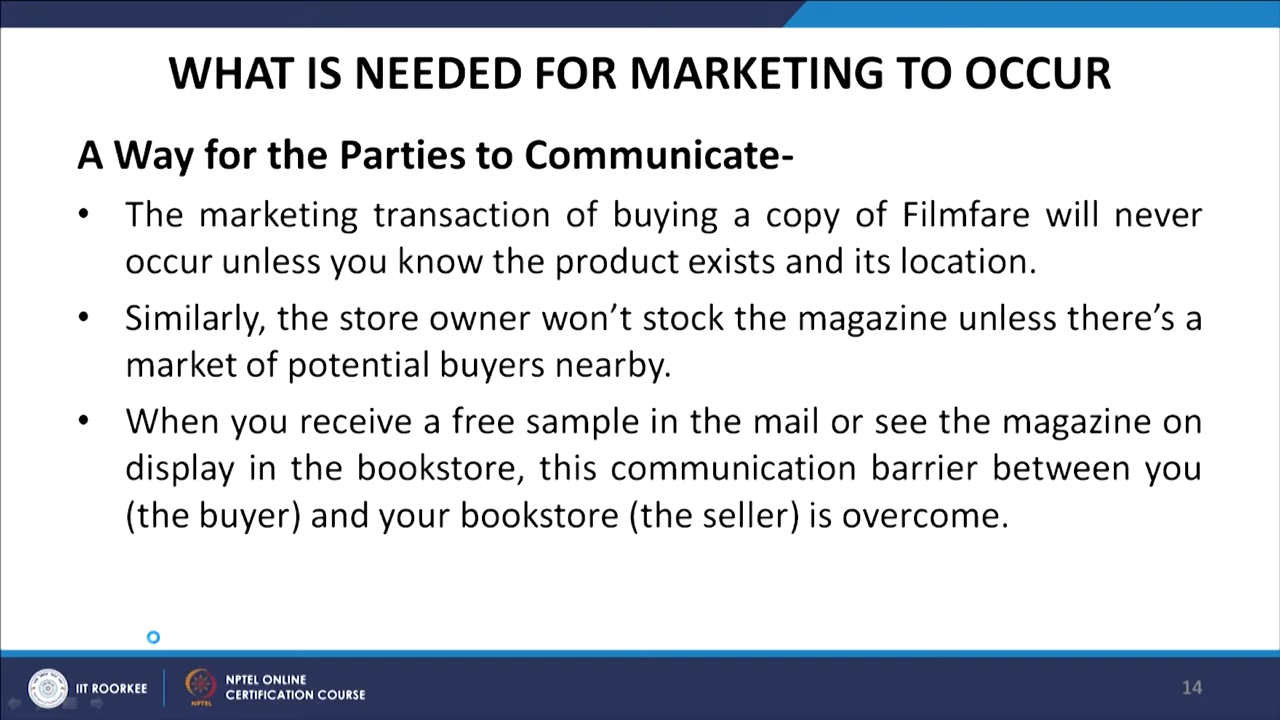 WHAT IS NEEDED FOR MARKETING TO OCCUR
A Way for the Parties to Communicate-
• The marketing transaction of buying a copy of Filmfare will never
occur unless you know the product exists and its location.
• Similarly, the store owner won’t stock the magazine unless there’s a
market of potential buyers nearby.
• When you receive a free sample in the mail or see the magazine on
display in the bookstore, this communication barrier between you
(the buyer) and your bookstore (the seller) is overcome.
IIT ROORKEE
NPTEL
NPTEL ONLINE
CERTIFICATION COURSE
14